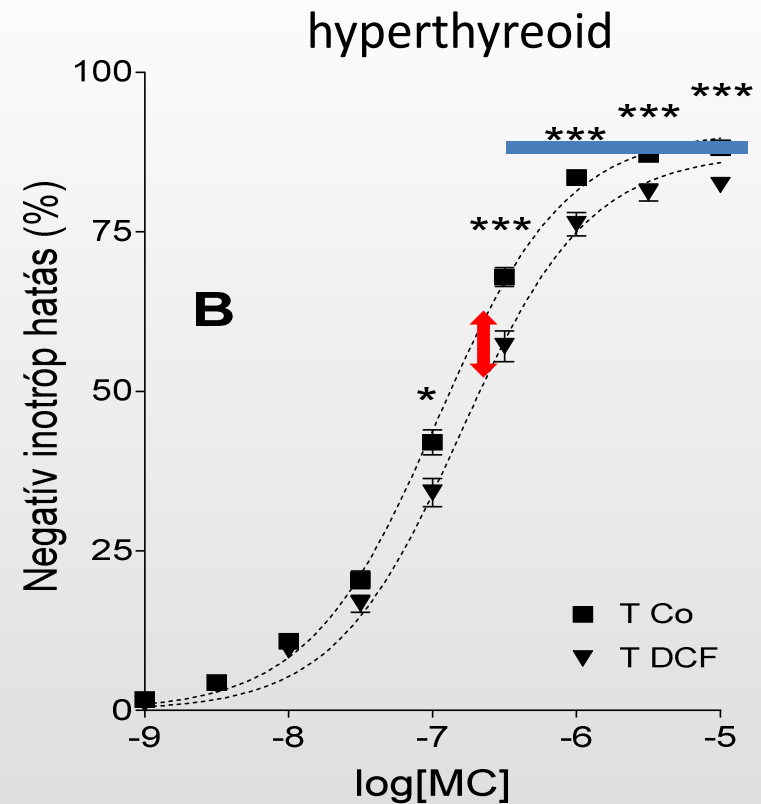 hyperthyreoid
100
75
50
25
0
Negatív inotróp hatás (%)
B
*
***
***
***
***
T Co
T DCF
-9 -8 -7 -6 -5
log[MC]